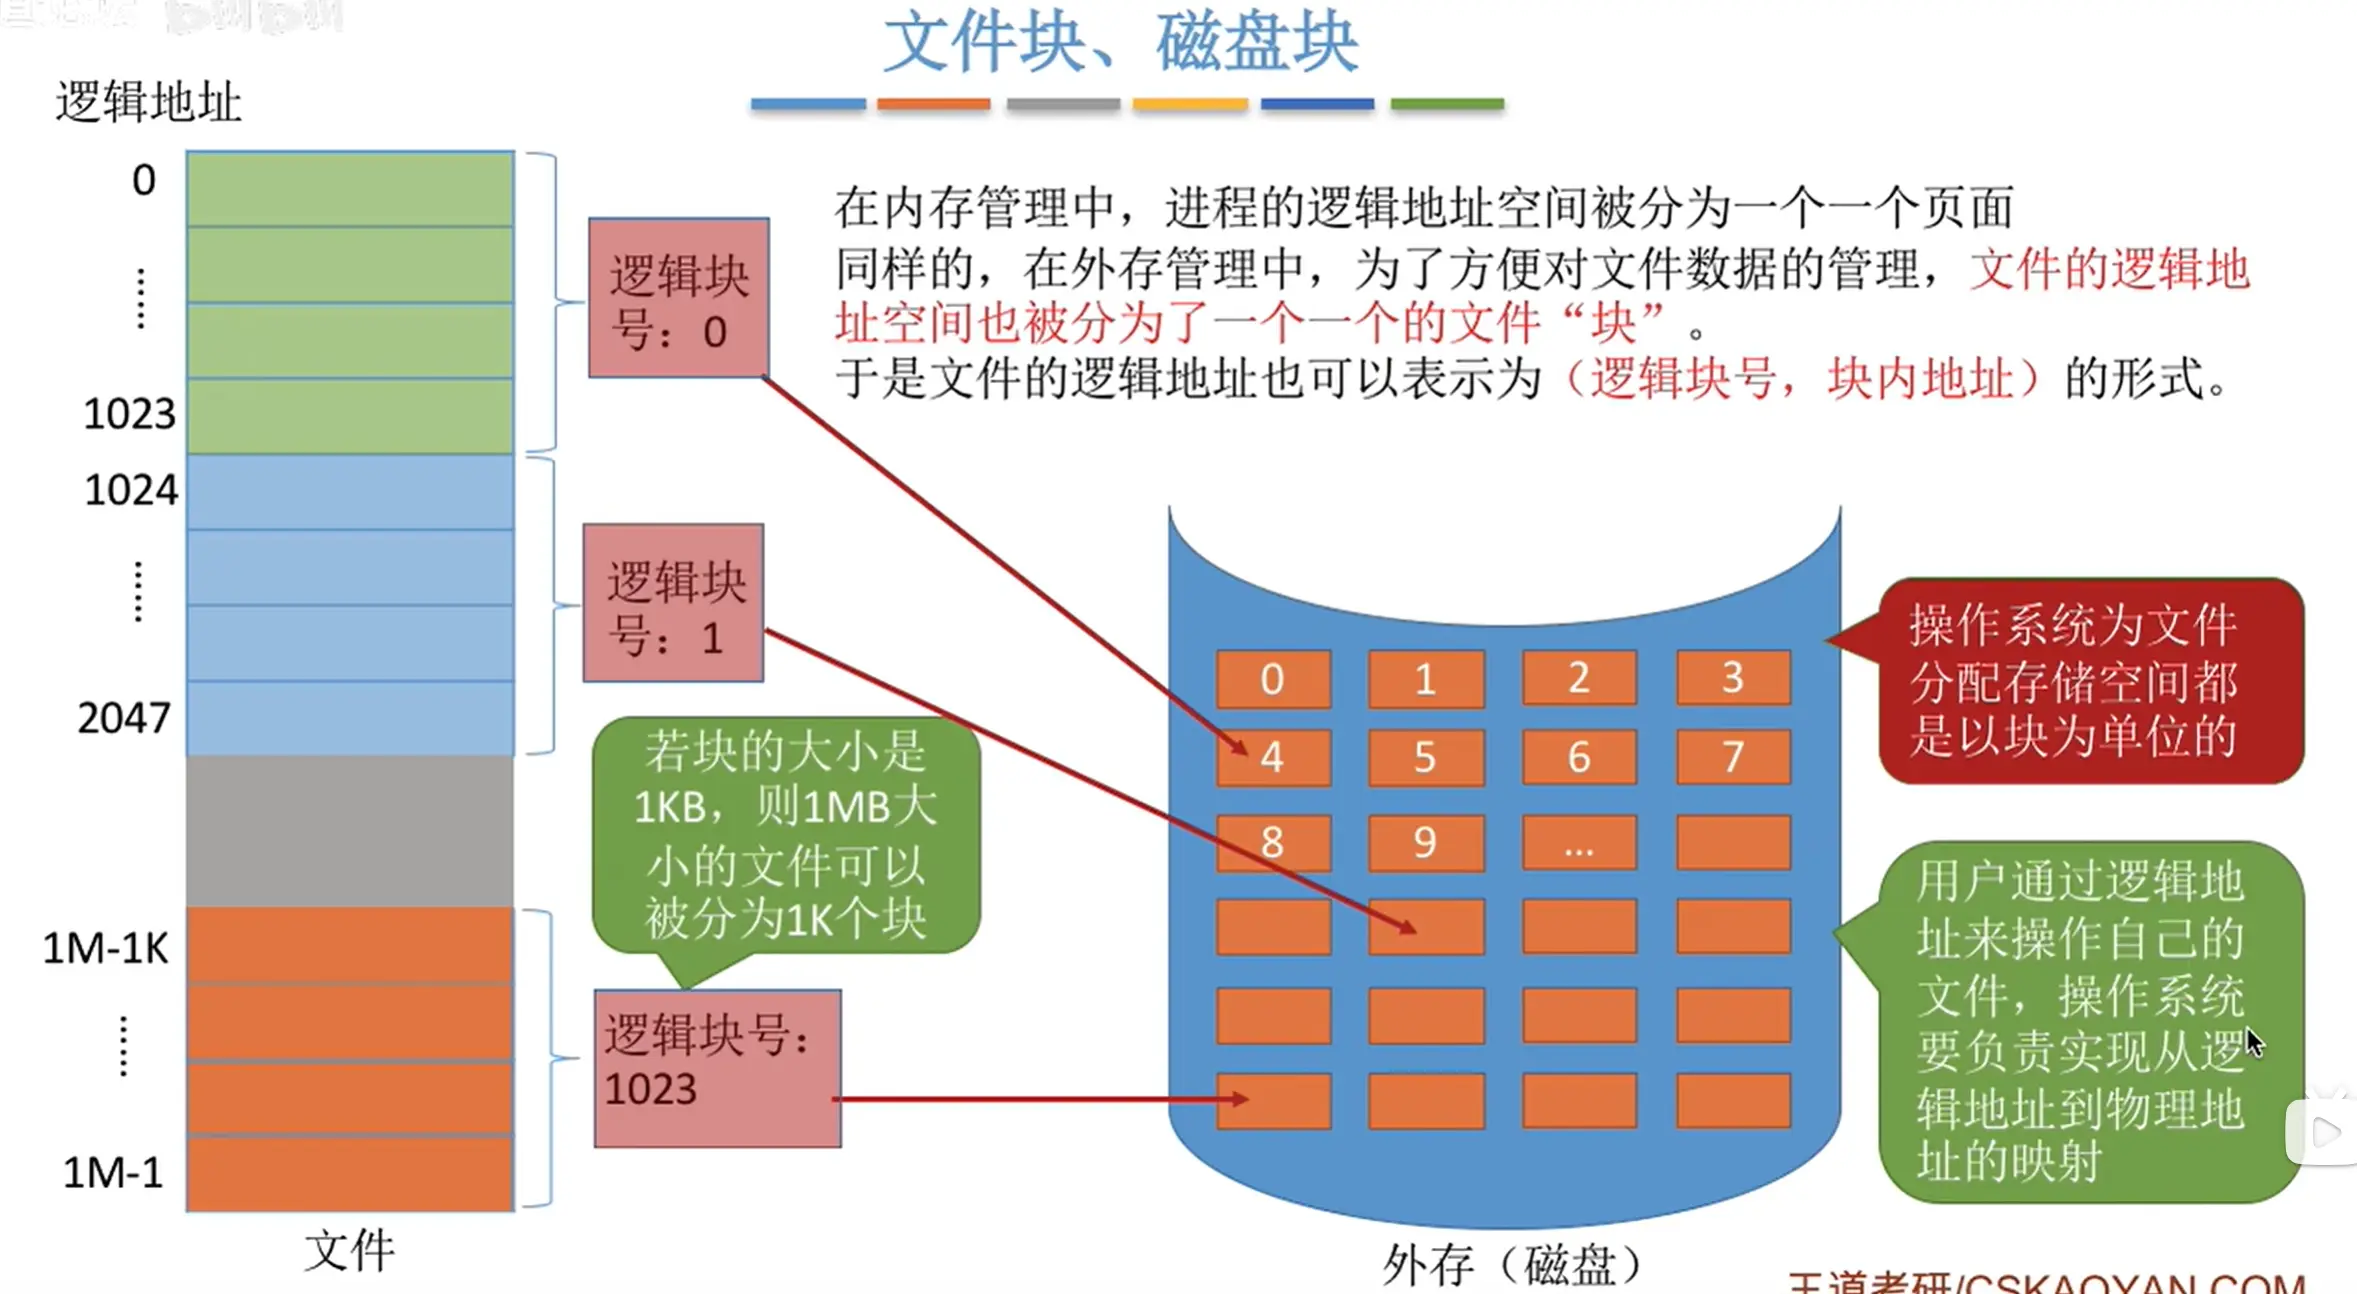 文件块、磁盘块
逻辑地址
0
1023
1024
2047
1M-1K
1M-1
文件
逻辑块
号：0
逻辑块
号：1
逻辑块号：
1023
若块的大小是
1KB，则1MB大
小的文件可以
被分为1K个块
在内存管理中，进程的逻辑地址空间被分为一个一个页面
同样的，在外存管理中，为了方便对文件数据的管理，文件的逻辑地
址空间也被分为了一个一个的文件“块”。
于是文件的逻辑地址也可以表示为（逻辑块号，块内地址）的形式。
0 1 2 3
4 5 6 7
8 9 ...
外存（磁盘）
操作系统为文件
分配存储空间都
是以块为单位的
用户通过逻辑地
址来操作自己的
文件，操作系统
要负责实现从逻
辑地址到物理地
址的映射
王道考研/CSKAOYAN.COM